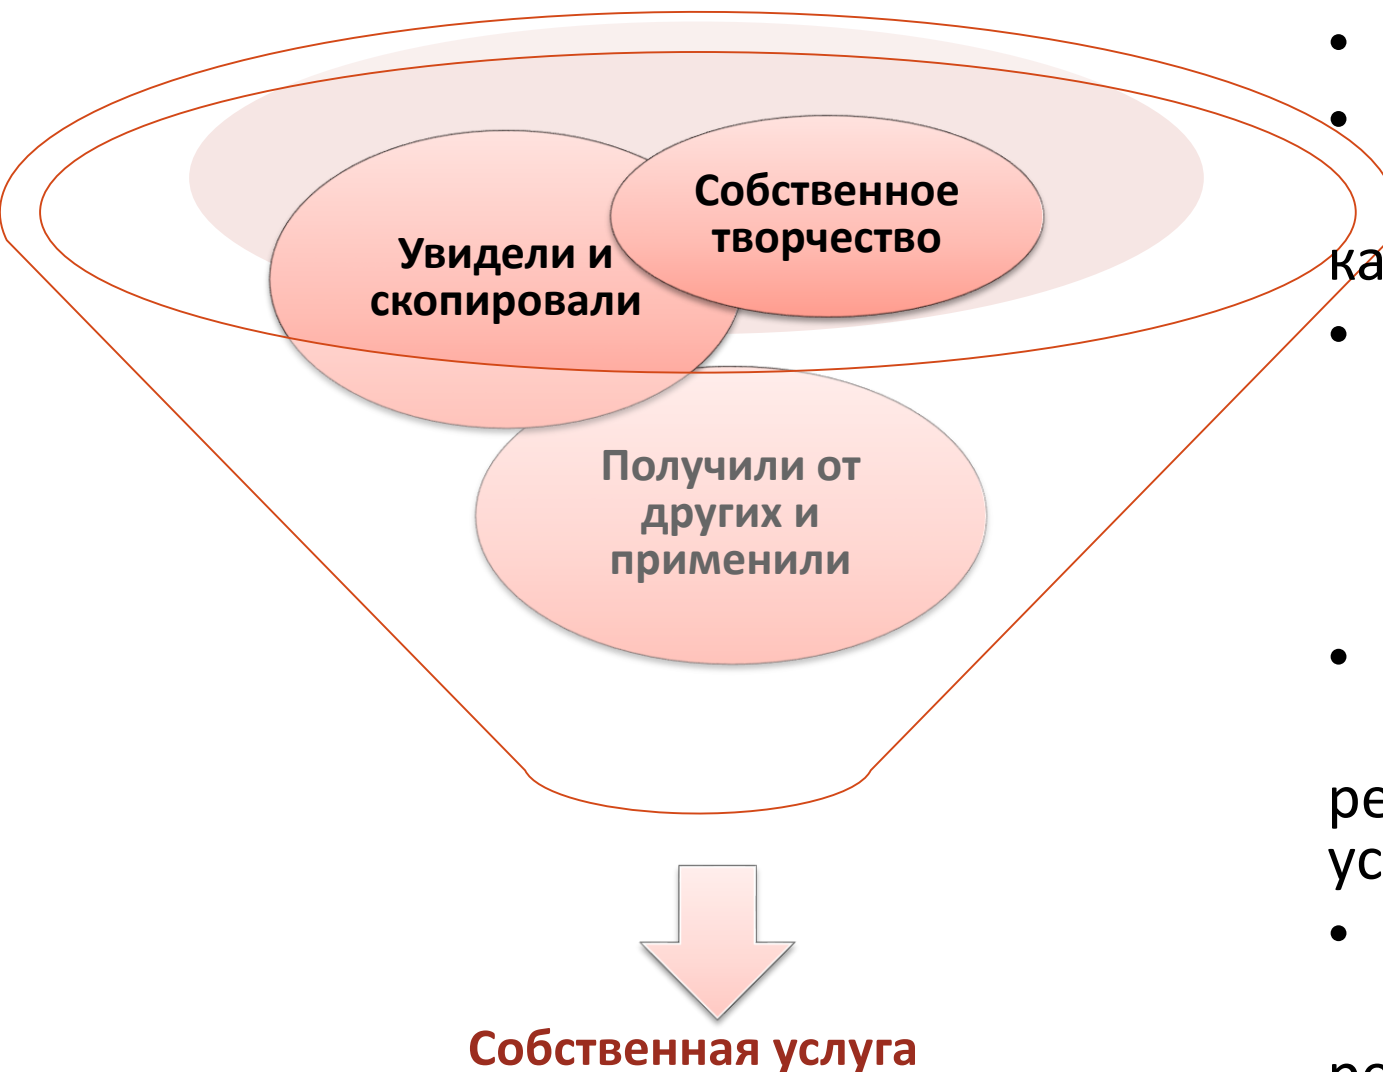 Собственное
творчество
Увидели и
скопировали
Получили от
других и
применили
Собственная услуга